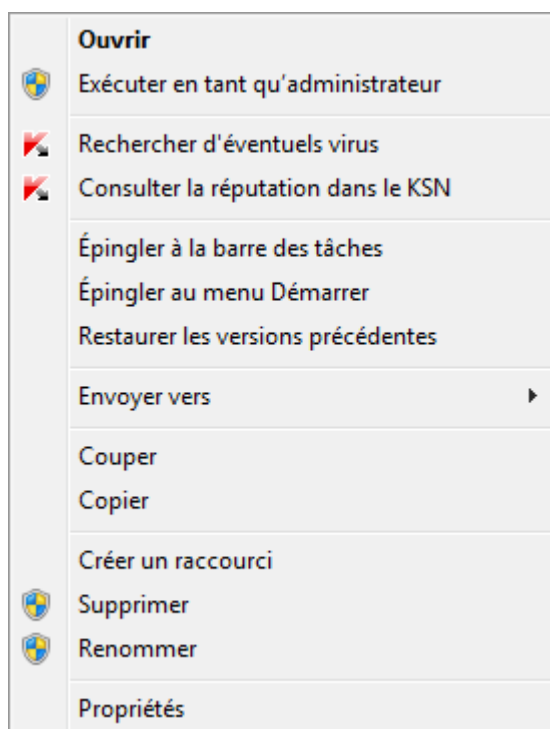 Ouvrir
Exécuter en tant qu'administrateur
Rechercher d'éventuels virus
Consulter la réputation dans le KSN
Épingler à la barre des tâches
Épingler au menu Démarrer
Restaurer les versions précédentes
Envoyer vers
Couper
Copier
Créer un raccourci
Supprimer
Renommer
Propriétés